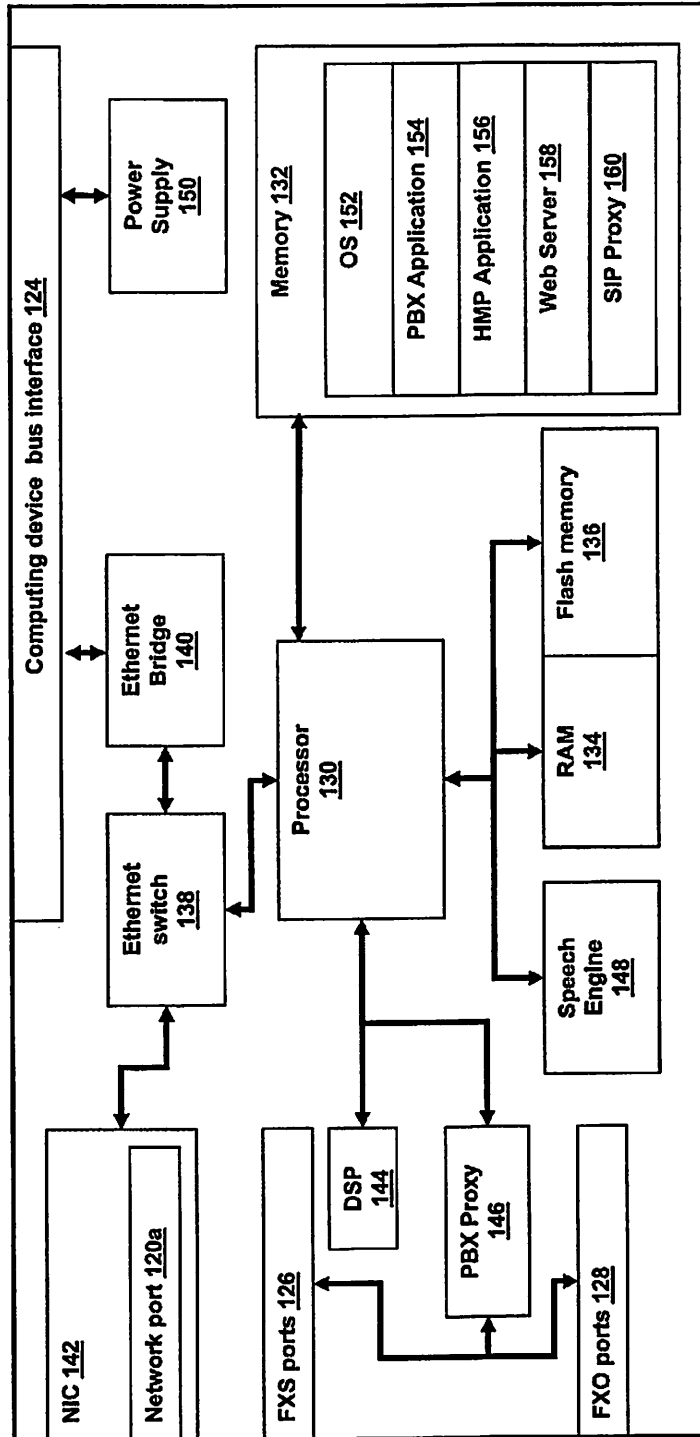 Computing device bus interface 124
NIC 142
Network port 120a
Ethernet
switch
138
Ethernet
Bridge
140
Power
Supply
150
FXS ports 126
DSP
144
PBX Proxy
146
FXO ports 128
Processor
130
Speech
Engine
148
RAM
134
Flash memory
136
Memory 132
OS 152
PBX Application 154
HMP Application 156
Web Server 158
SIP Proxy 160